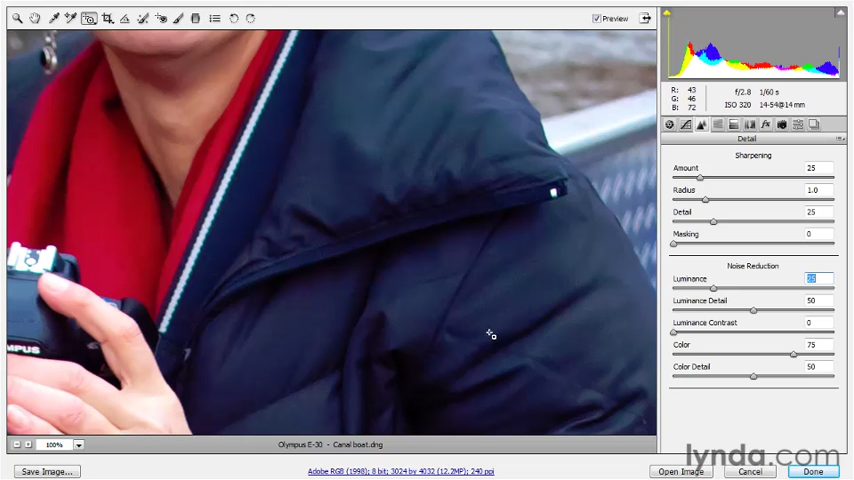 Preview
R: 43
G: 46
B: 72
f/2.8 1/60 s
ISO 320 14-54@14 mm
fx
Detail
Sharpening
Amount 25
Radius 1.0
Detail 25
Masking 0
Noise Reduction
Luminance 25
Luminance Detail 50
Luminance Contrast 0
Color 75
Color Detail 50
MPUS
100%
Olympus E-30 - Canal boat.dng
lynda.com
Save Image...
Adobe RGB (1998); 8 bit; 3024 by 4032 (12.2MP); 240 ppi
Open Image
Cancel
Done